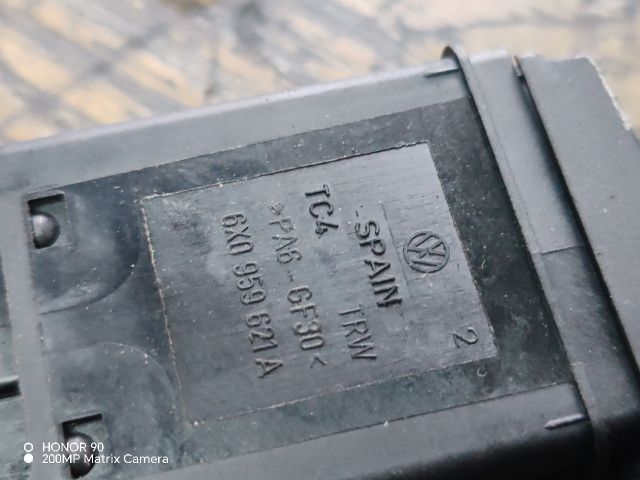 SPAIN
TC4 TRW
>PA6-GF30<
6X0 959 621 A
2
HONOR 90
200MP Matrix Camera